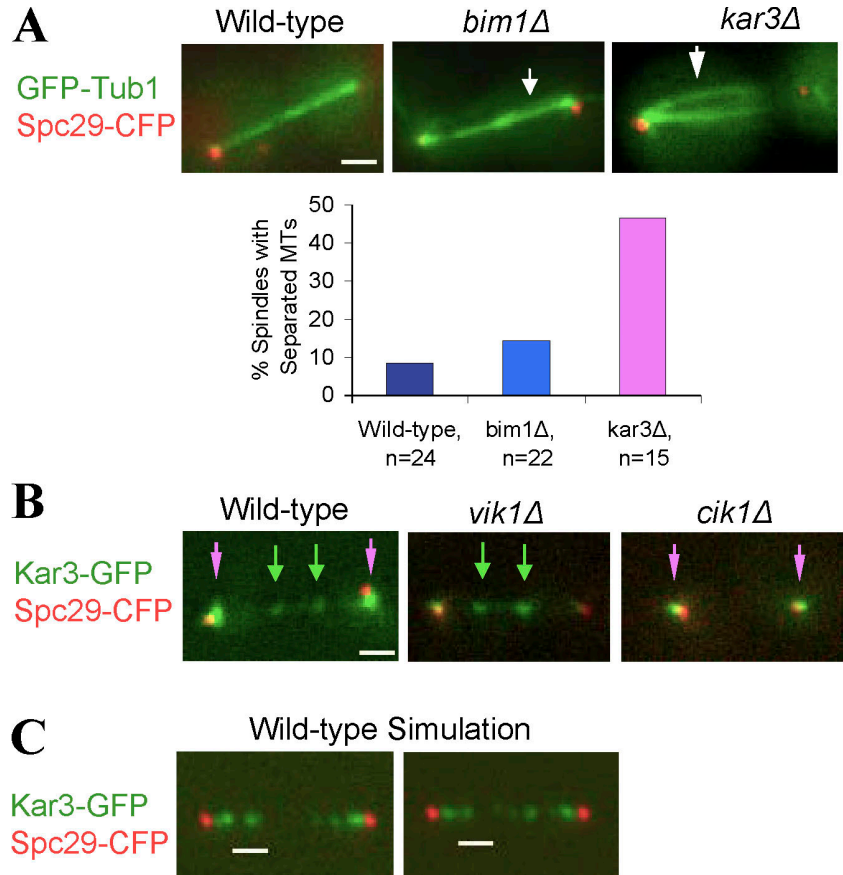 A
Wild-type
bim1Δ
kar3Δ
GFP-Tub1
Spc29-CFP
% Spindles with
Separated MTs
50
40
30
20
10
0
Wild-type,
n=24
bim1Δ,
n=22
kar3Δ,
n=15
B
Wild-type
vik1Δ
cik1Δ
Kar3-GFP
Spc29-CFP
C
Wild-type Simulation
Kar3-GFP
Spc29-CFP